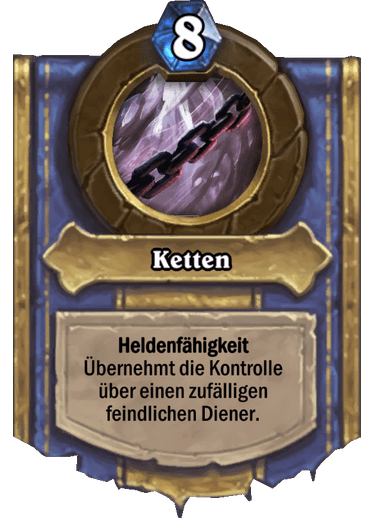 8
Ketten
Heldenfähigkeit
Übernehmt die Kontrolle
über einen zufälligen
feindlichen Diener.